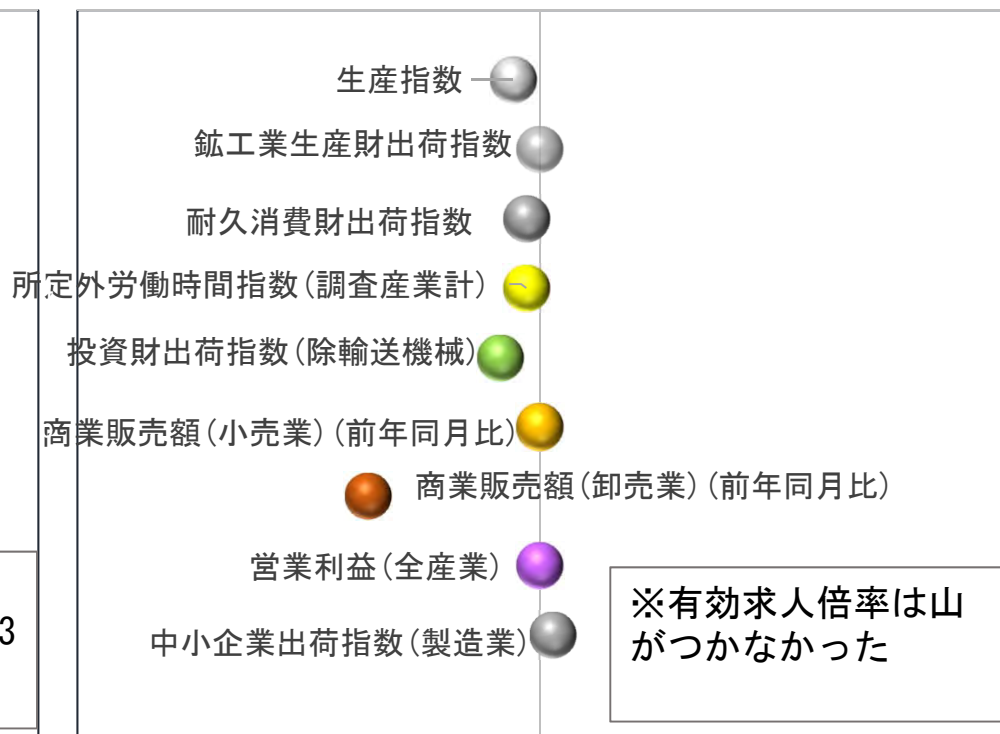 生産指数
鉱工業生産財出荷指数
耐久消費財出荷指数
所定外労働時間指数(調査産業計)
投資財出荷指数(除輸送機械)
商業販売額(小売業)(前年同月比)
商業販売額(卸売業)(前年同月比)
営業利益(全産業)
中小企業出荷指数(製造業)
3
※有効求人倍率は山
がつかなかった